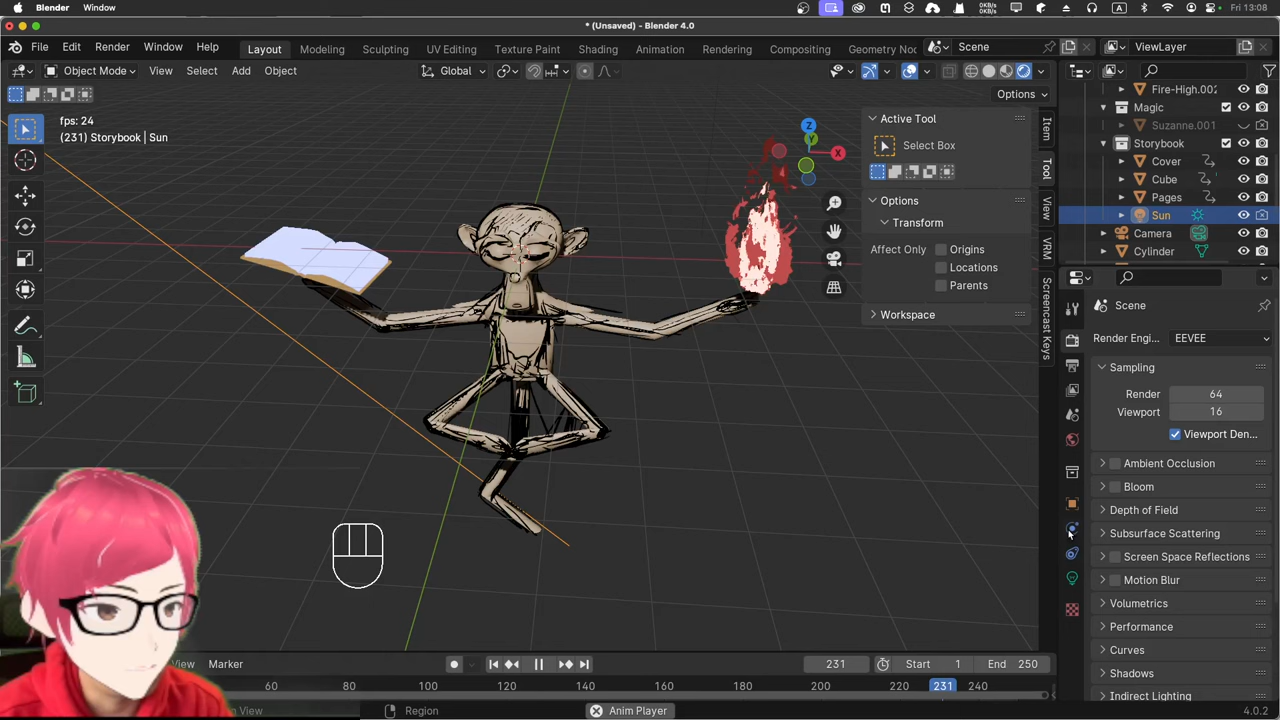 Blender Window Fri 13:08
0KB/s
0KB/s
* (Unsaved) - Blender 4.0
File Edit Render Window Help Layout Modeling Sculpting UV Editing Texture Paint Shading Animation Rendering Compositing Geometry Noc Scene ViewLayer
Object Mode View Select Add Object Global
Options
fps: 24
(231) Storybook | Sun
Z
Y
X
Active Tool
Select Box
Options
Transform
Affect Only Origins
Locations
Parents
Workspace
Item
Tool
View
VRM
Screencast Keys
Fire-High.002
Magic
Suzanne.001
Storybook
Cover
Cube
Pages
Sun
Camera
Cylinder
Scene
Render Engi... EEVEE
Sampling
Render 64
Viewport 16
Viewport Den...
Ambient Occlusion
Bloom
Depth of Field
Subsurface Scattering
Screen Space Reflections
Motion Blur
Volumetrics
Performance
Curves
Shadows
Indirect Lighting
View Marker 231 Start 1 End 250
60 80 100 120 140 160 180 200 220 231 240
Region Anim Player 4.0.2